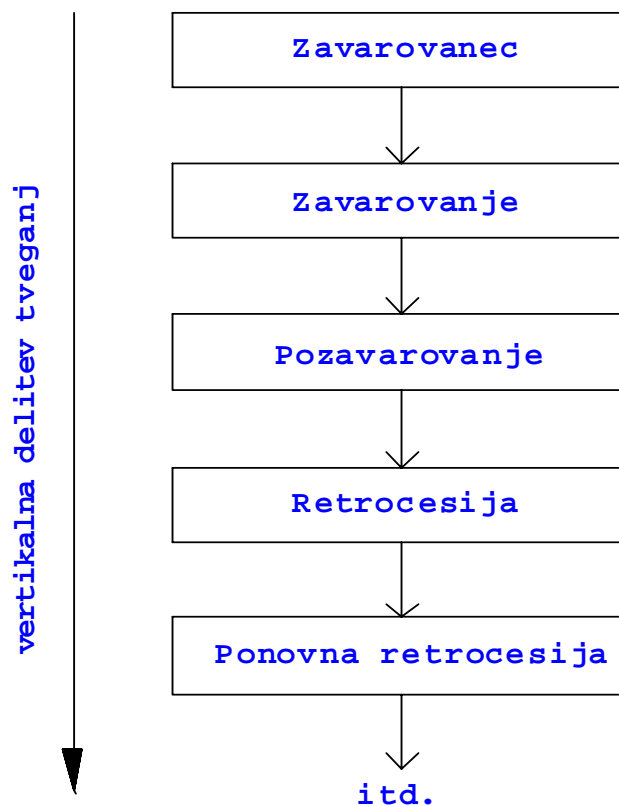 Zavarovanec
Zavarovanje
Pozavarovanje
Retrocesija
Ponovna retrocesija
itd.
vertikalna delitev tveganj